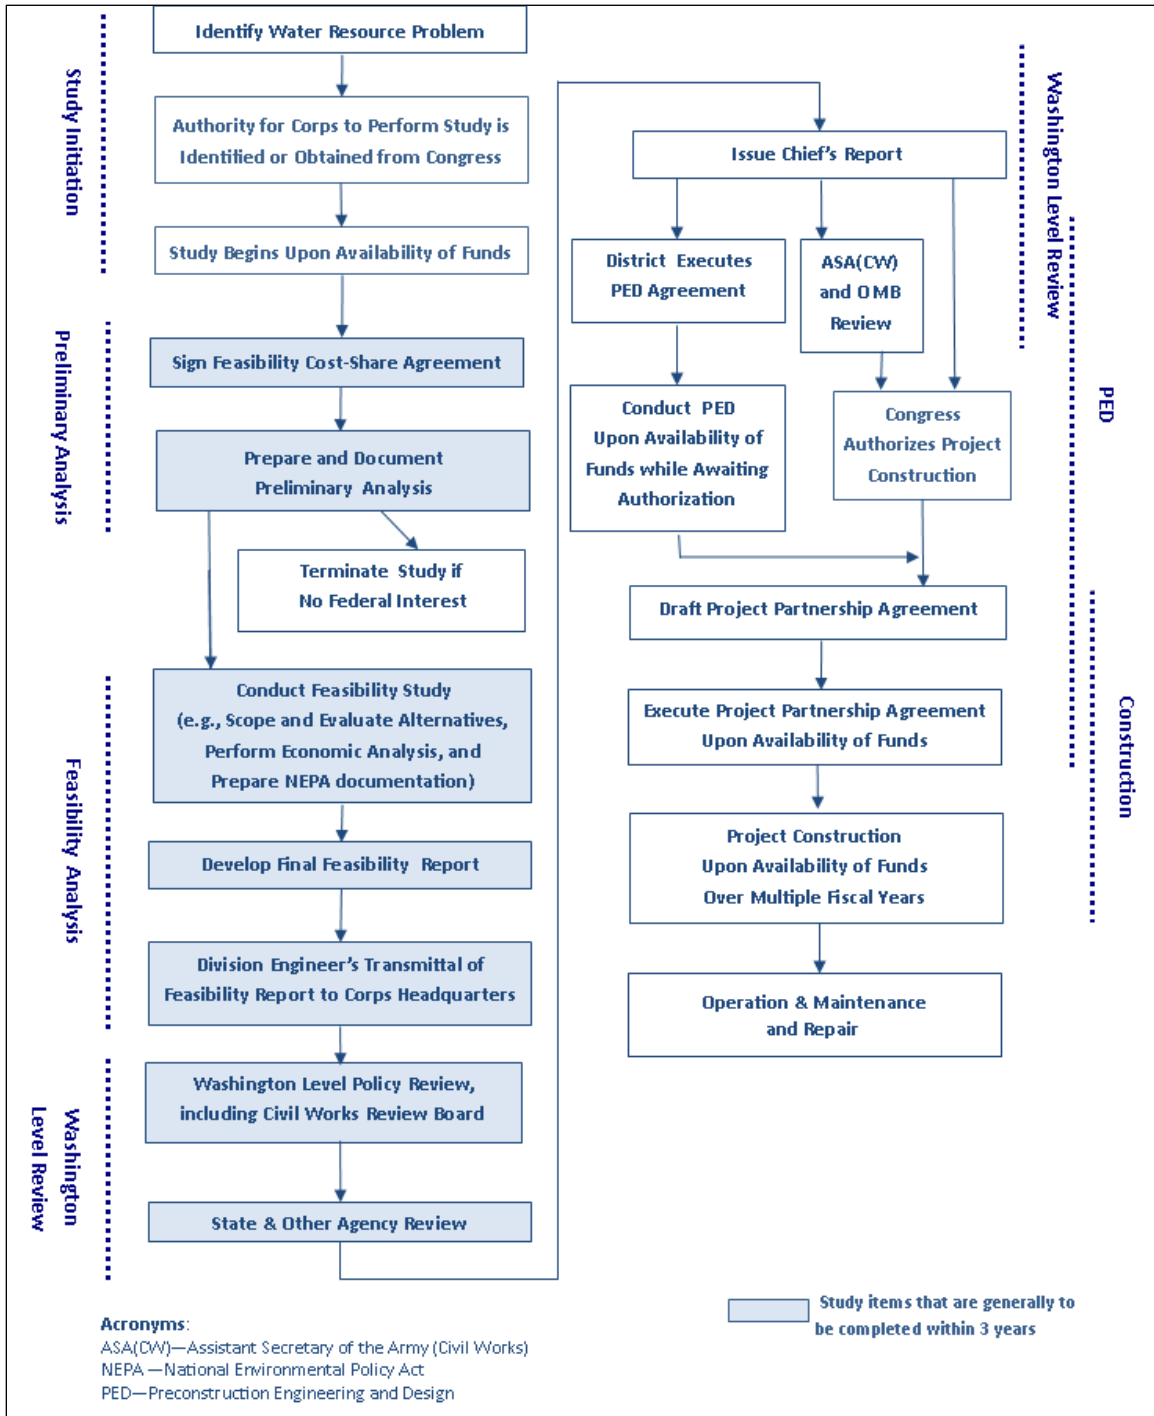 Study Initiation
Identify Water Resource Problem
Authority for Corps to Perform Study is
Identified or Obtained from Congress
Study Begins Upon Availability of Funds
Preliminary Analysis
Sign Feasibility Cost-Share Agreement
Prepare and Document
Preliminary Analysis
Terminate Study if
No Federal Interest
Feasibility Analysis
Conduct Feasibility Study
(e.g., Scope and Evaluate Alternatives,
Perform Economic Analysis, and
Prepare NEPA documentation)
Develop Final Feasibility Report
Division Engineer's Transmittal of
Feasibility Report to Corps Headquarters
Washington
Level Review
Washington Level Policy Review,
including Civil Works Review Board
State & Other Agency Review
Washington Level Review
Issue Chief's Report
District Executes
PED Agreement
ASA(CW)
and OMB
Review
PED
Conduct PED
Upon Availability of
Funds while Awaiting
Authorization
Congress
Authorizes Project
Construction
Draft Project Partnership Agreement
Construction
Execute Project Partnership Agreement
Upon Availability of Funds
Project Construction
Upon Availability of Funds
Over Multiple Fiscal Years
Operation & Maintenance
and Repair
Study items that are generally to
be completed within 3 years
Acronyms:
ASA(CW)—Assistant Secretary of the Army (Civil Works)
NEPA —National Environmental Policy Act
PED—Preconstruction Engineering and Design